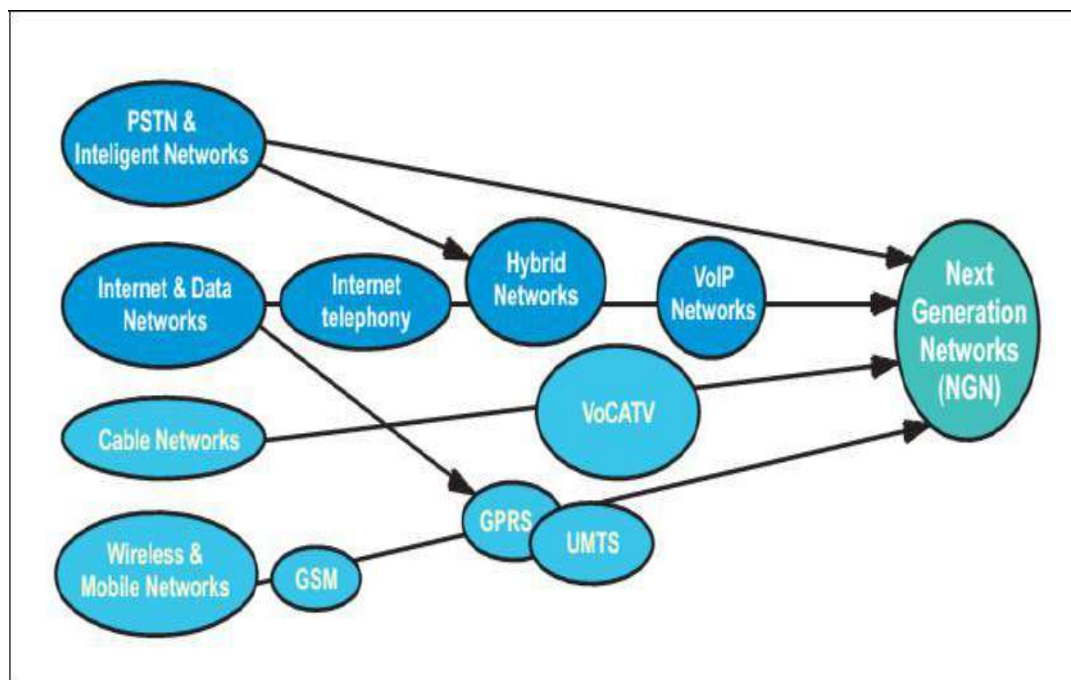 PSTN &
Inteligent Networks
Internet & Data
Networks
Internet
telephony
Hybrid
Networks
VoIP
Networks
Next
Generation
Networks
(NGN)
Cable Networks
VoCATV
Wireless &
Mobile Networks
GSM
GPRS
UMTS